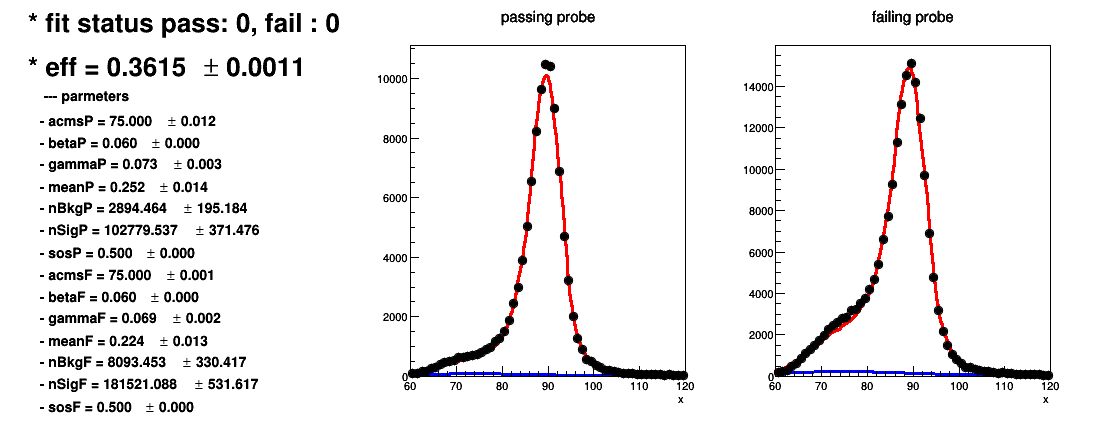 * fit status pass: 0, fail : 0
* eff = 0.3615 ± 0.0011
--- parmeters
- acmsP = 75.000 ± 0.012
- betaP = 0.060 ± 0.000
- gammaP = 0.073 ± 0.003
- meanP = 0.252 ± 0.014
- nBkgP = 2894.464 ± 195.184
- nSigP = 102779.537 ± 371.476
- sosP = 0.500 ± 0.000
- acmsF = 75.000 ± 0.001
- betaF = 0.060 ± 0.000
- gammaF = 0.069 ± 0.002
- meanF = 0.224 ± 0.013
- nBkgF = 8093.453 ± 330.417
- nSigF = 181521.088 ± 531.617
- sosF = 0.500 ± 0.000
passing probe
10000
8000
6000
4000
2000
0
60 70 80 90 100 110 120
x
failing probe
14000
12000
10000
8000
6000
4000
2000
0
60 70 80 90 100 110 120
x